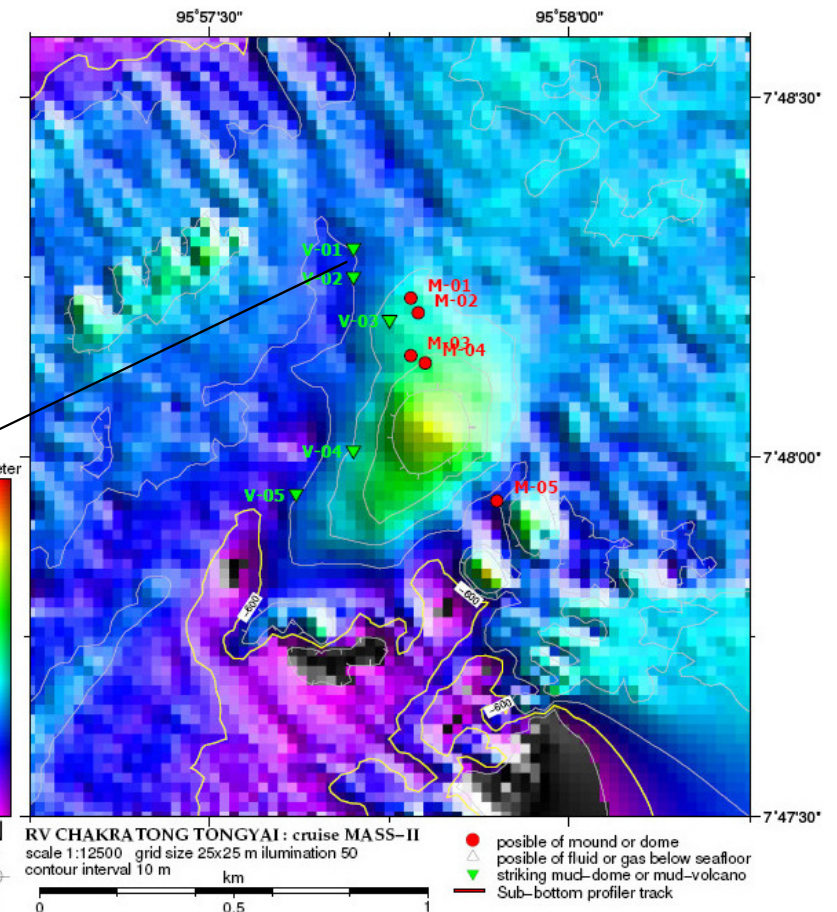 95°57'30" 95°58'00"
7°48'30"
V-01
V-02
M-01
M-02
V-03
M-03
M-04
7°48'00"
V-04
eter
V-05
M-05
-600
-600
-600
7°47'30"
RV CHAKRATONG TONGYAI : cruise MASS-II
scale 1:12500 grid size 25x25 m ilumination 50
contour interval 10 m
km
0 0.5 1
posible of mound or dome
posible of fluid or gas below seafloor
striking mud-dome or mud-volcano
Sub-bottom profiler track